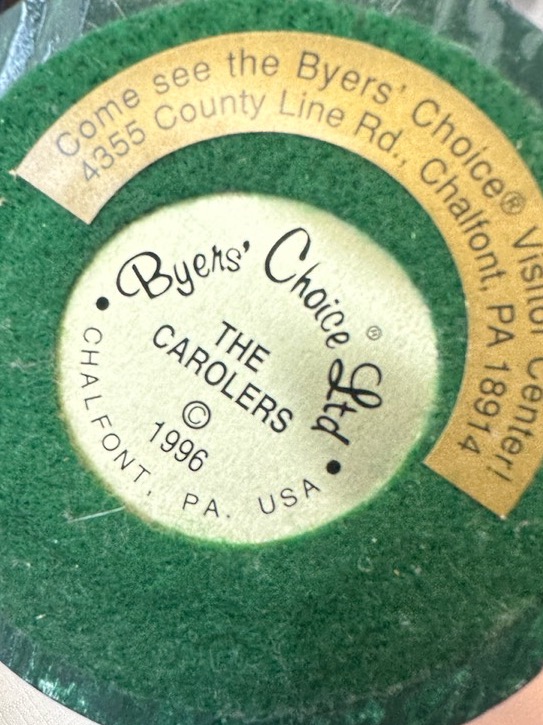 Come see the Byers' Choice® Visitor Center!
4355 County Line Rd., Chalfont, PA 18914
Byers' Choice Ltd®
THE
CAROLERS
©
1996
CHALFONT, PA. USA